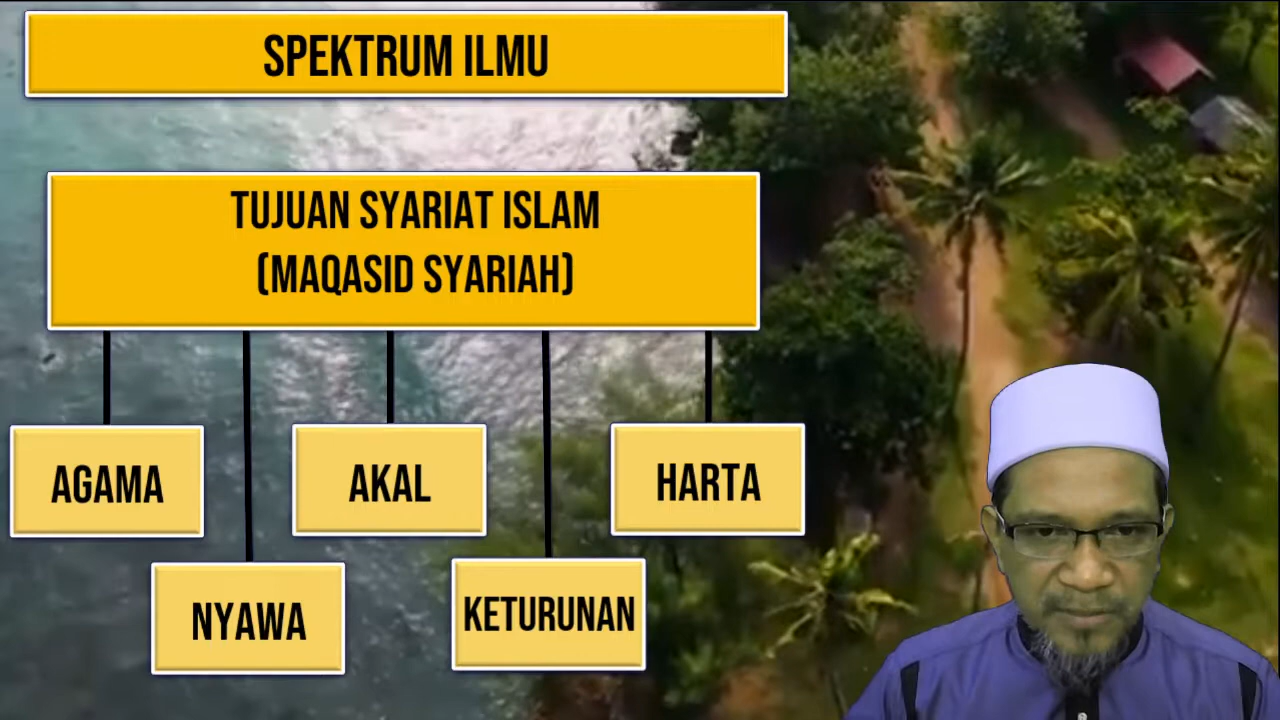 SPEKTRUM ILMU
TUJUAN SYARIAT ISLAM
(MAQASID SYARIAH)
AGAMA
NYAWA
AKAL
KETURUNAN
HARTA